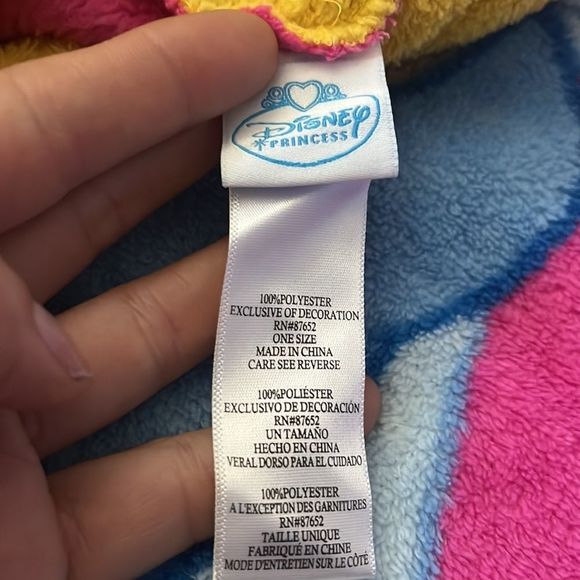 Disney
PRINCESS
100%POLYESTER
EXCLUSIVE OF DECORATION
RN#87652
ONE SIZE
MADE IN CHINA
CARE SEE REVERSE
100%POLIÉSTER
EXCLUSIVO DE DECORACIÓN
RN#87652
UN TAMAÑO
HECHO EN CHINA
VERAL DORSO PARA EL CUIDADO
100%POLYESTER
A L'EXCEPTION DES GARNITURES
RN#87652
TAILLE UNIQUE
FABRIQUÉ EN CHINE
MODE D'ENTRETIEN SUR LE CÔTÉ